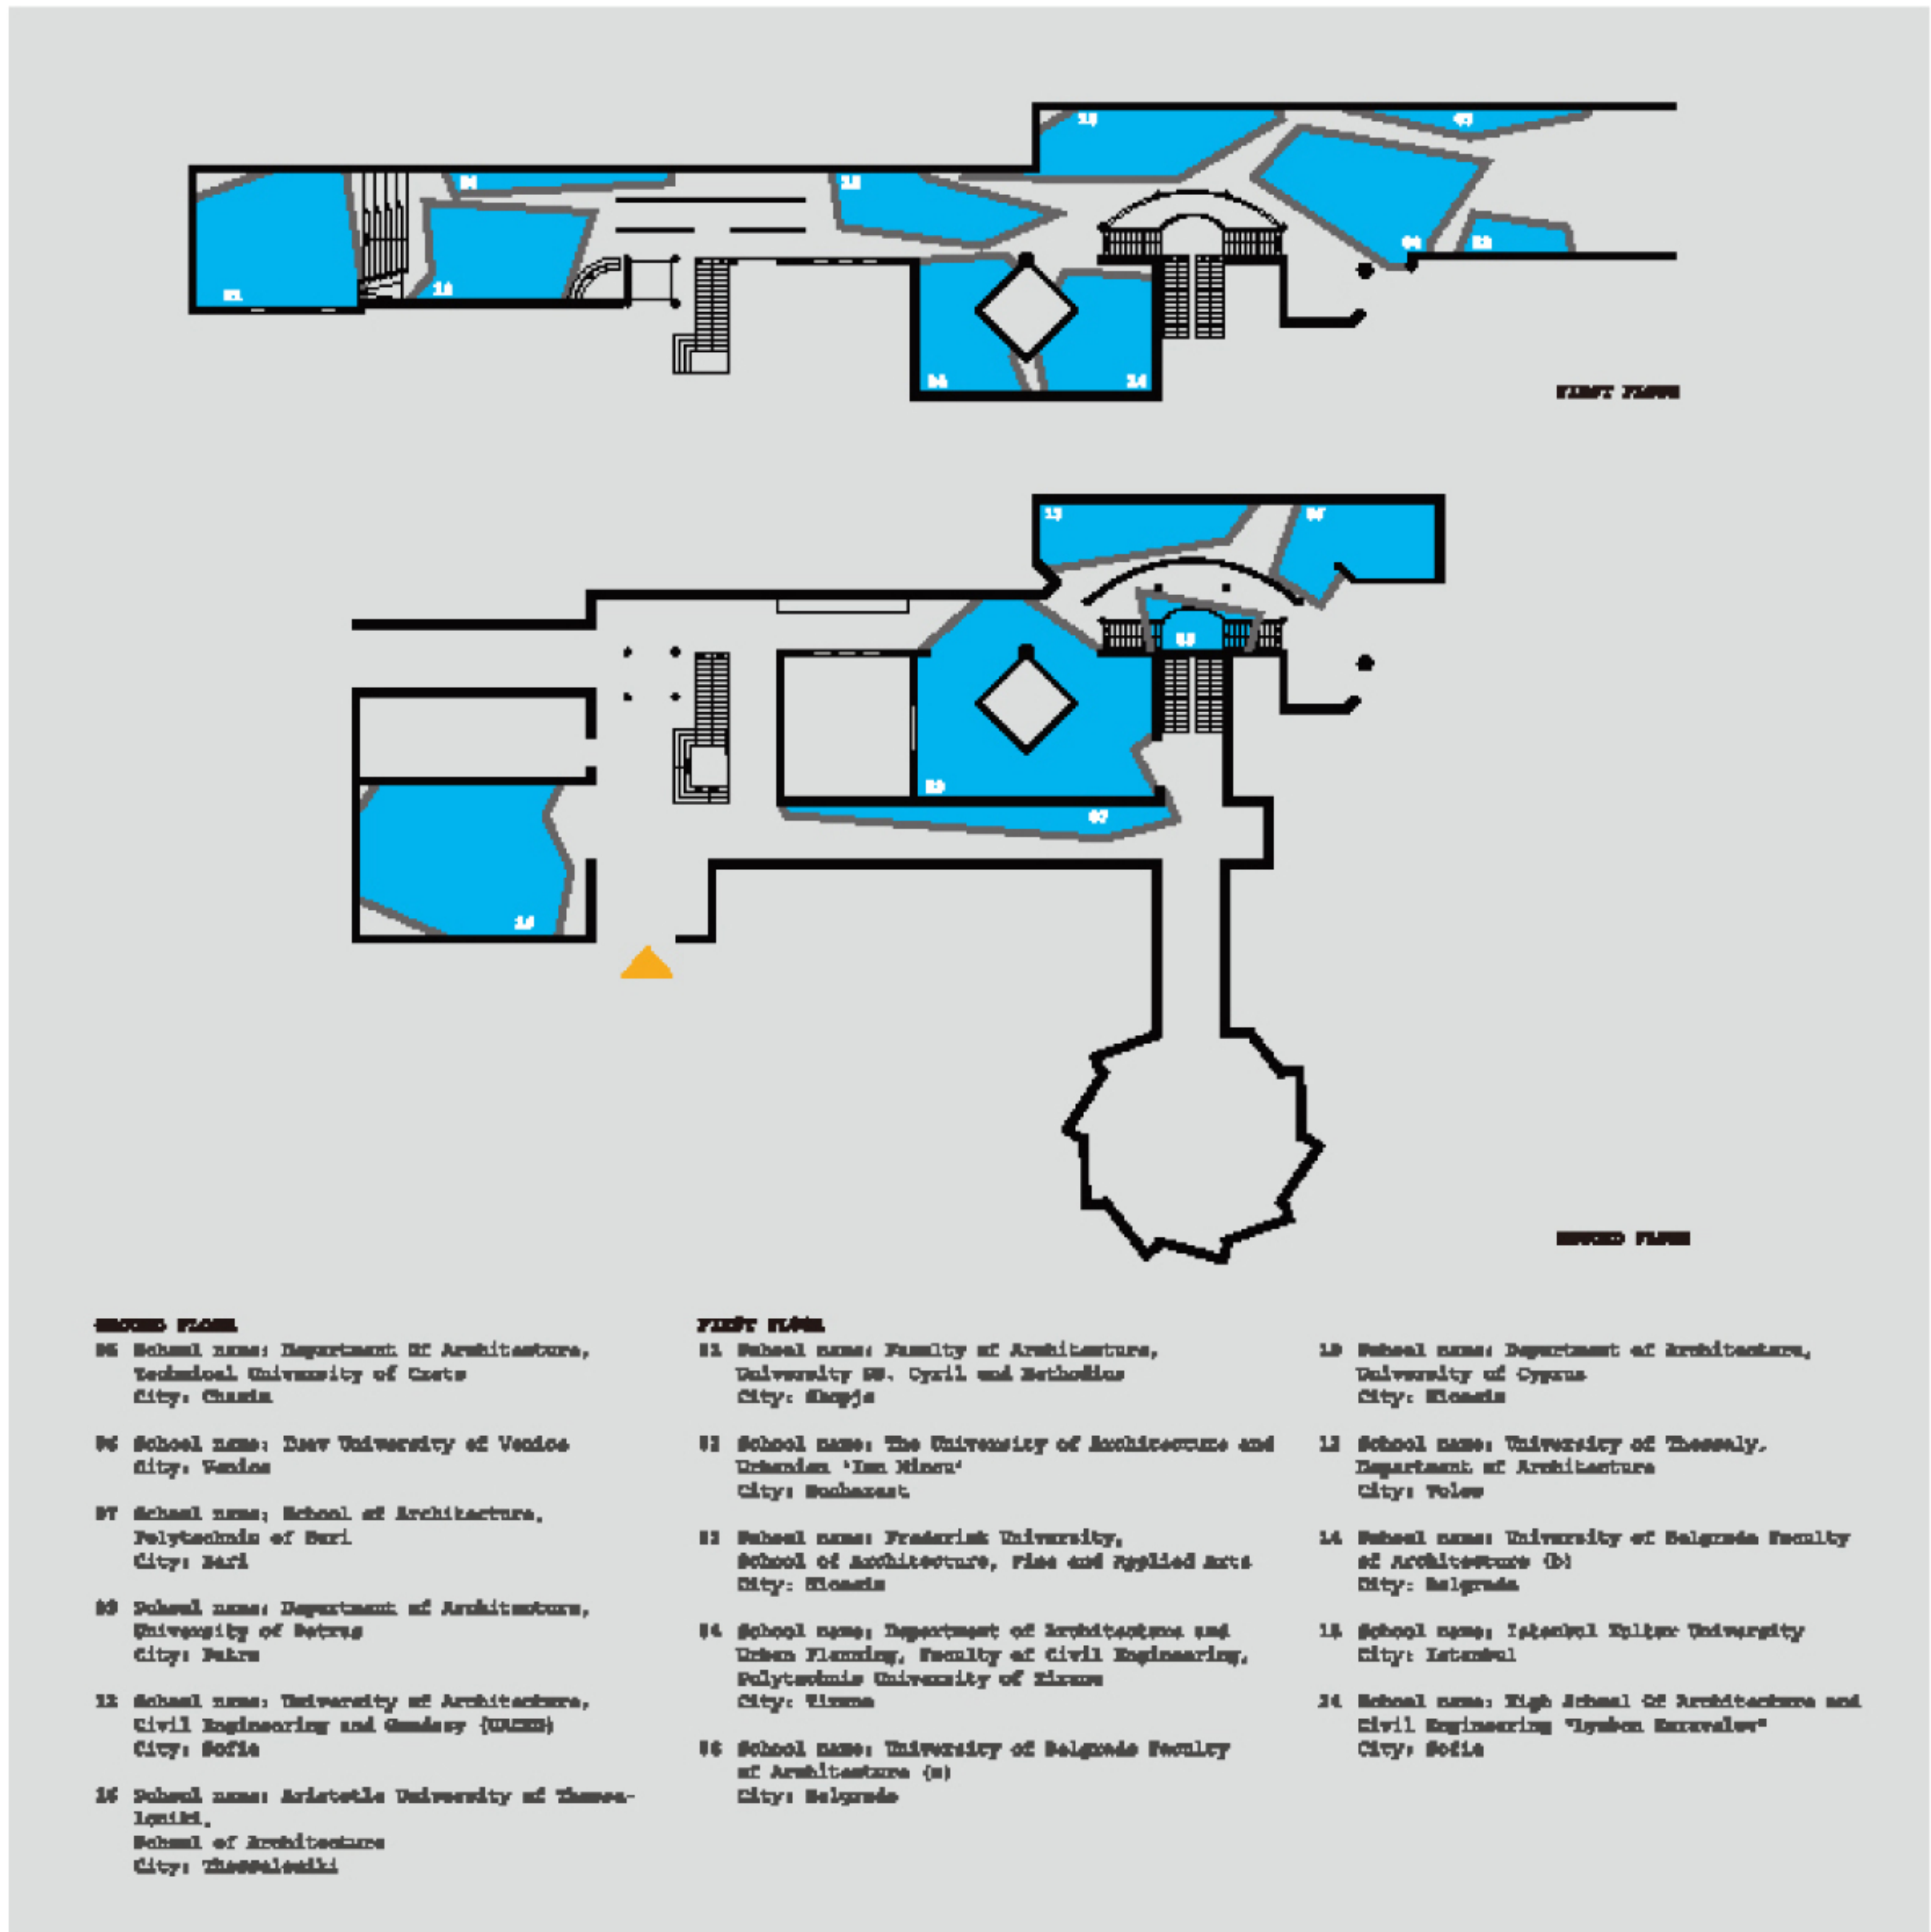 FIRST FLOOR
GROUND FLOOR
GROUND FLOOR
05 School name: Department Of Architecture,
Technical University of Crete
City: Chania
06 School name: Iuav University of Venice
City: Venice
07 School name: School of Architecture,
Polytechnic of Bari
City: Bari
09 School name: Department of Architecture,
University of Patras
City: Patra
School name: University of Architecture,
Civil Engineering and Geodesy (UACEG)
City: Sofia
16 School name: Aristotle University of Thessa-
loniki,
School of Architecture
City: Thessaloniki
FIRST FLOOR
01 School name: Faculty of Architecture,
University SS. Cyril and Methodius
City: Skopje
02 School name: The University of Architecture and
Urbanism 'Ion Mincu'
City: Bucharest
03 School name: Frederick University,
School of Architecture, Fine and Applied Arts
City: Nicosia
04 School name: Department of Architecture and
Urban Planning, Faculty of Civil Engineering,
Polytechnic University of Tirana
City: Tirana
School name: University of Belgrade Faculty
of Architecture (a)
City: Belgrade
10 School name: Department of Architecture,
University of Cyprus
City: Nicosia
School name: University of Thessaly,
Department of Architecture
City: Volos
14 School name: University of Belgrade Faculty
of Architecture (b)
City: Belgrade
School name: Istanbul Kultur University
City: Istanbul
School name: High School Of Architecture and
Civil Engineering "Lyuben Karavelov"
City: Sofia